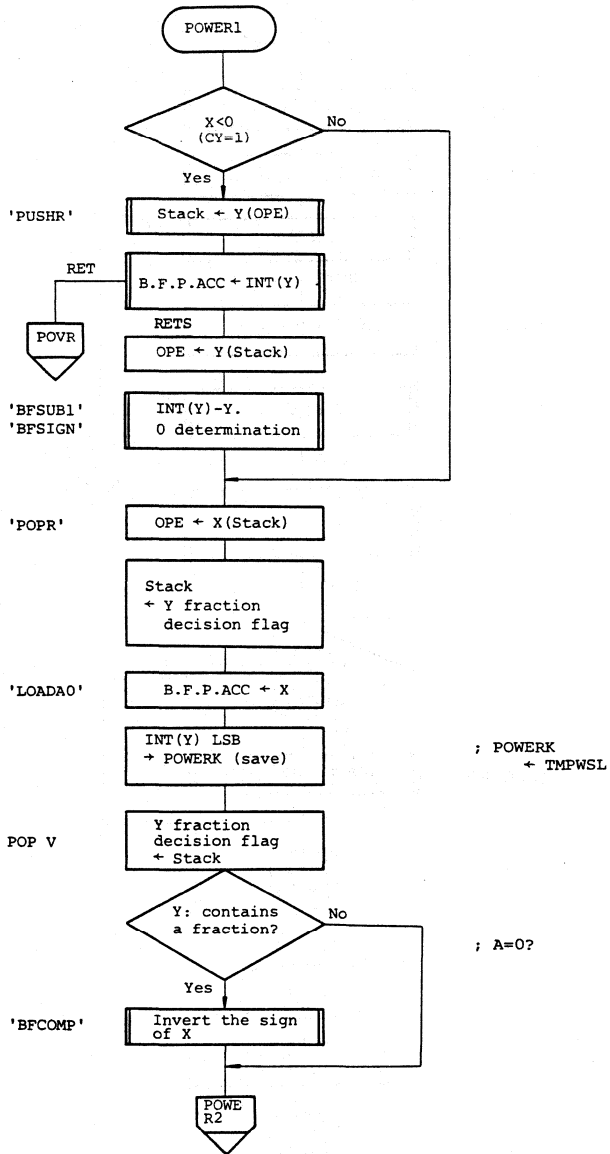 POWER1
X<0
(CY=1)
No
Yes
'PUSHR'
Stack ← Y(OPE)
RET
B.F.P.ACC ← INT(Y)
POVR
RETS
OPE ← Y(Stack)
'BFSUB1'
'BFSIGN'
INT(Y)-Y.
0 determination
'POPR'
OPE ← X(Stack)
Stack
← Y fraction
decision flag
'LOADA0'
B.F.P.ACC ← X
INT(Y) LSB
→ POWERK (save)
; POWERK
← TMPWSL
POP V
Y fraction
decision flag
← Stack
Y: contains
a fraction?
No
; A=0?
Yes
'BFCOMP'
Invert the sign
of X
POWE
R2